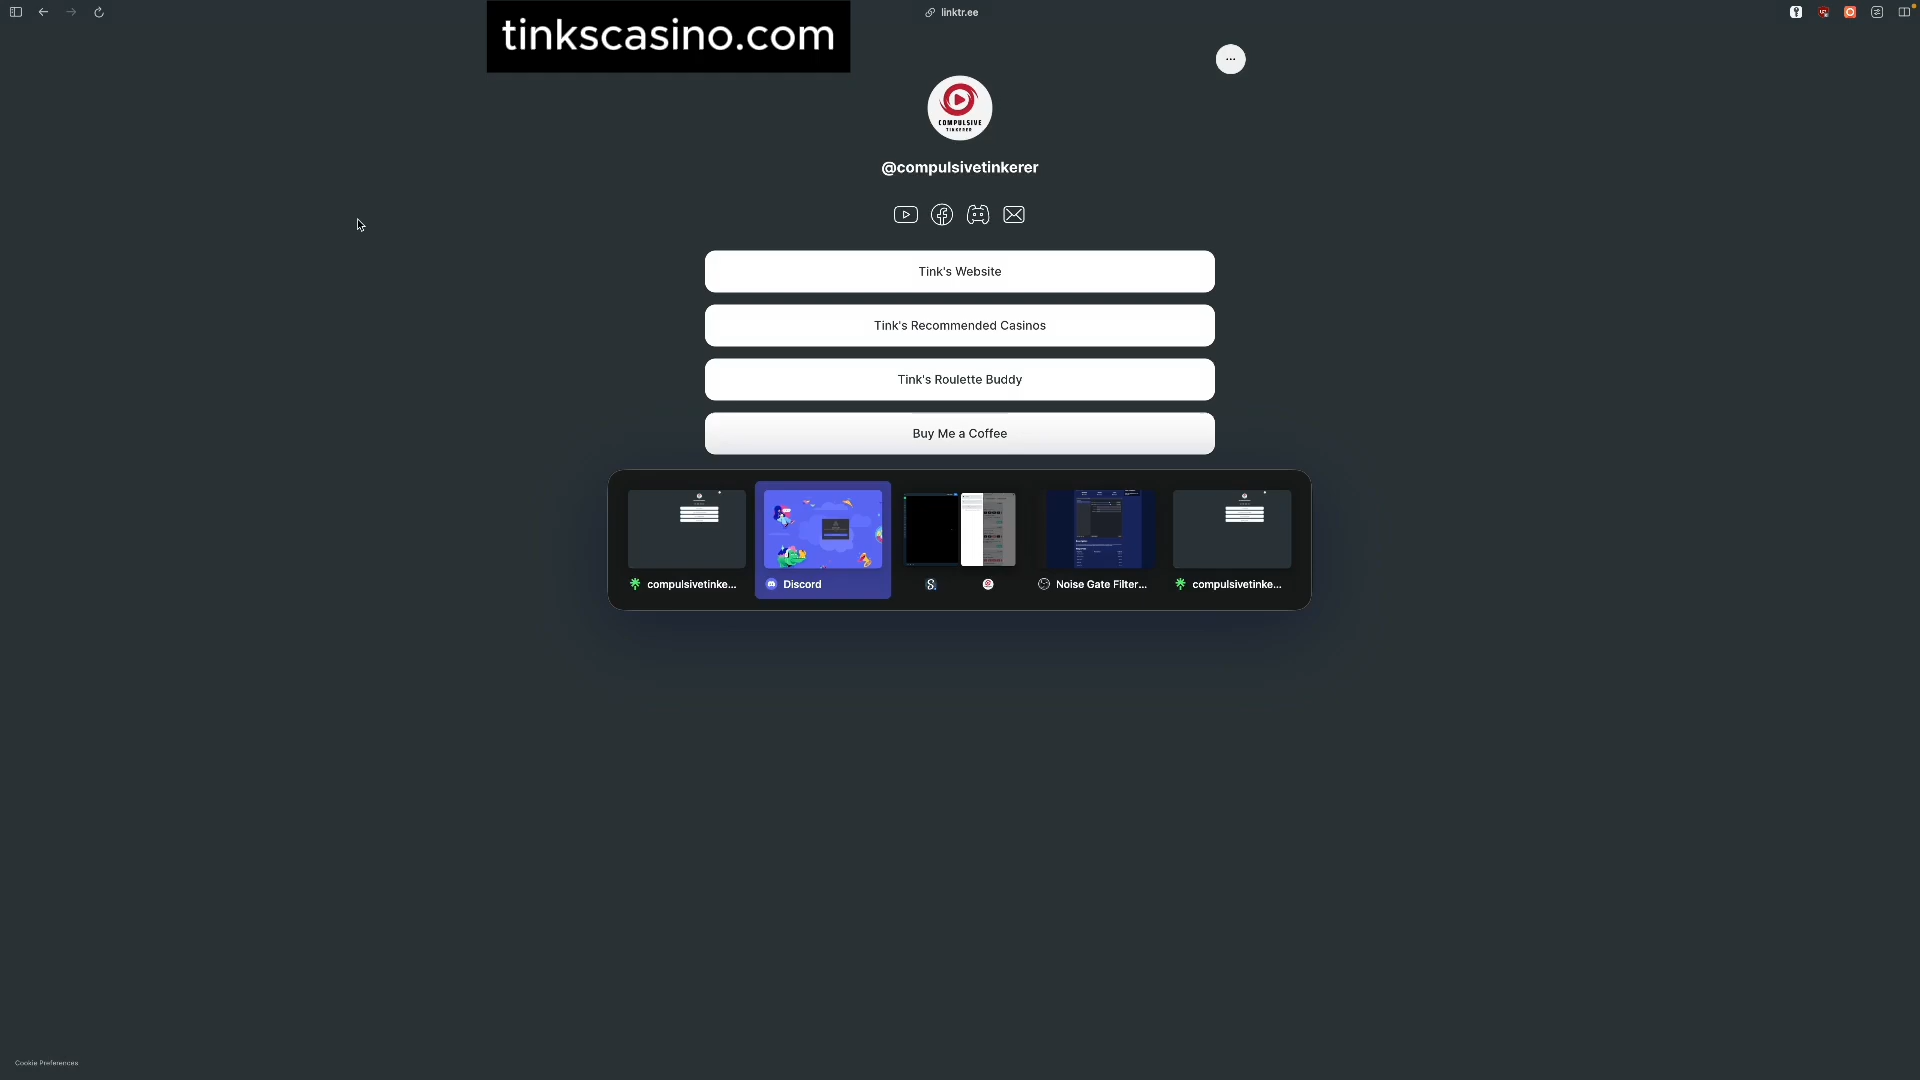 tinkscasino.com
linktr.ee
COMPULSIVE
TINKERER
@compulsivetinkerer
Tink's Website
Tink's Recommended Casinos
Tink's Roulette Buddy
Buy Me a Coffee
compulsivetinke...
Discord
S.
Noise Gate Filter...
compulsivetinke...
Cookie Preferences